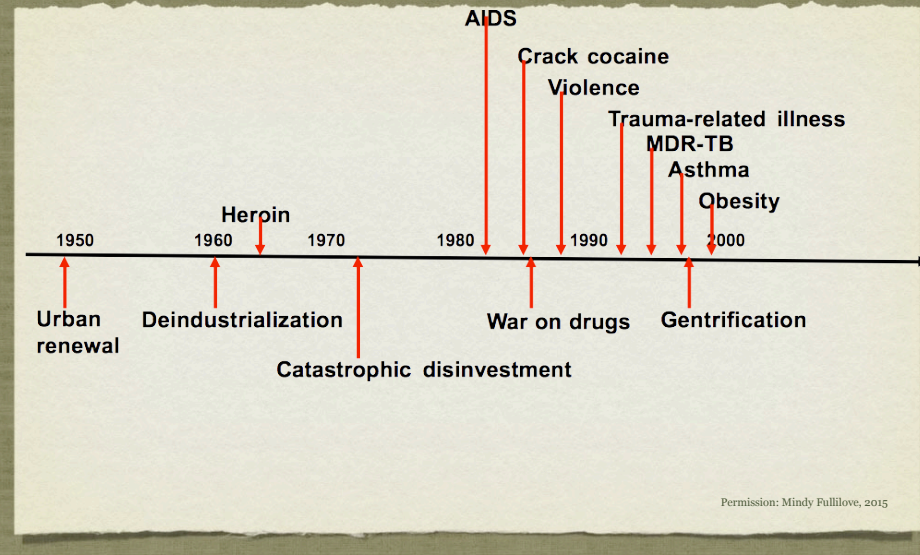 AIDS
Crack cocaine
Violence
Trauma-related illness
MDR-TB
Asthma
Obesity
Heroin
1950 1960 1970 1980 1990 2000
Urban
renewal
Deindustrialization
War on drugs
Gentrification
Catastrophic disinvestment
Permission: Mindy Fullilove, 2015